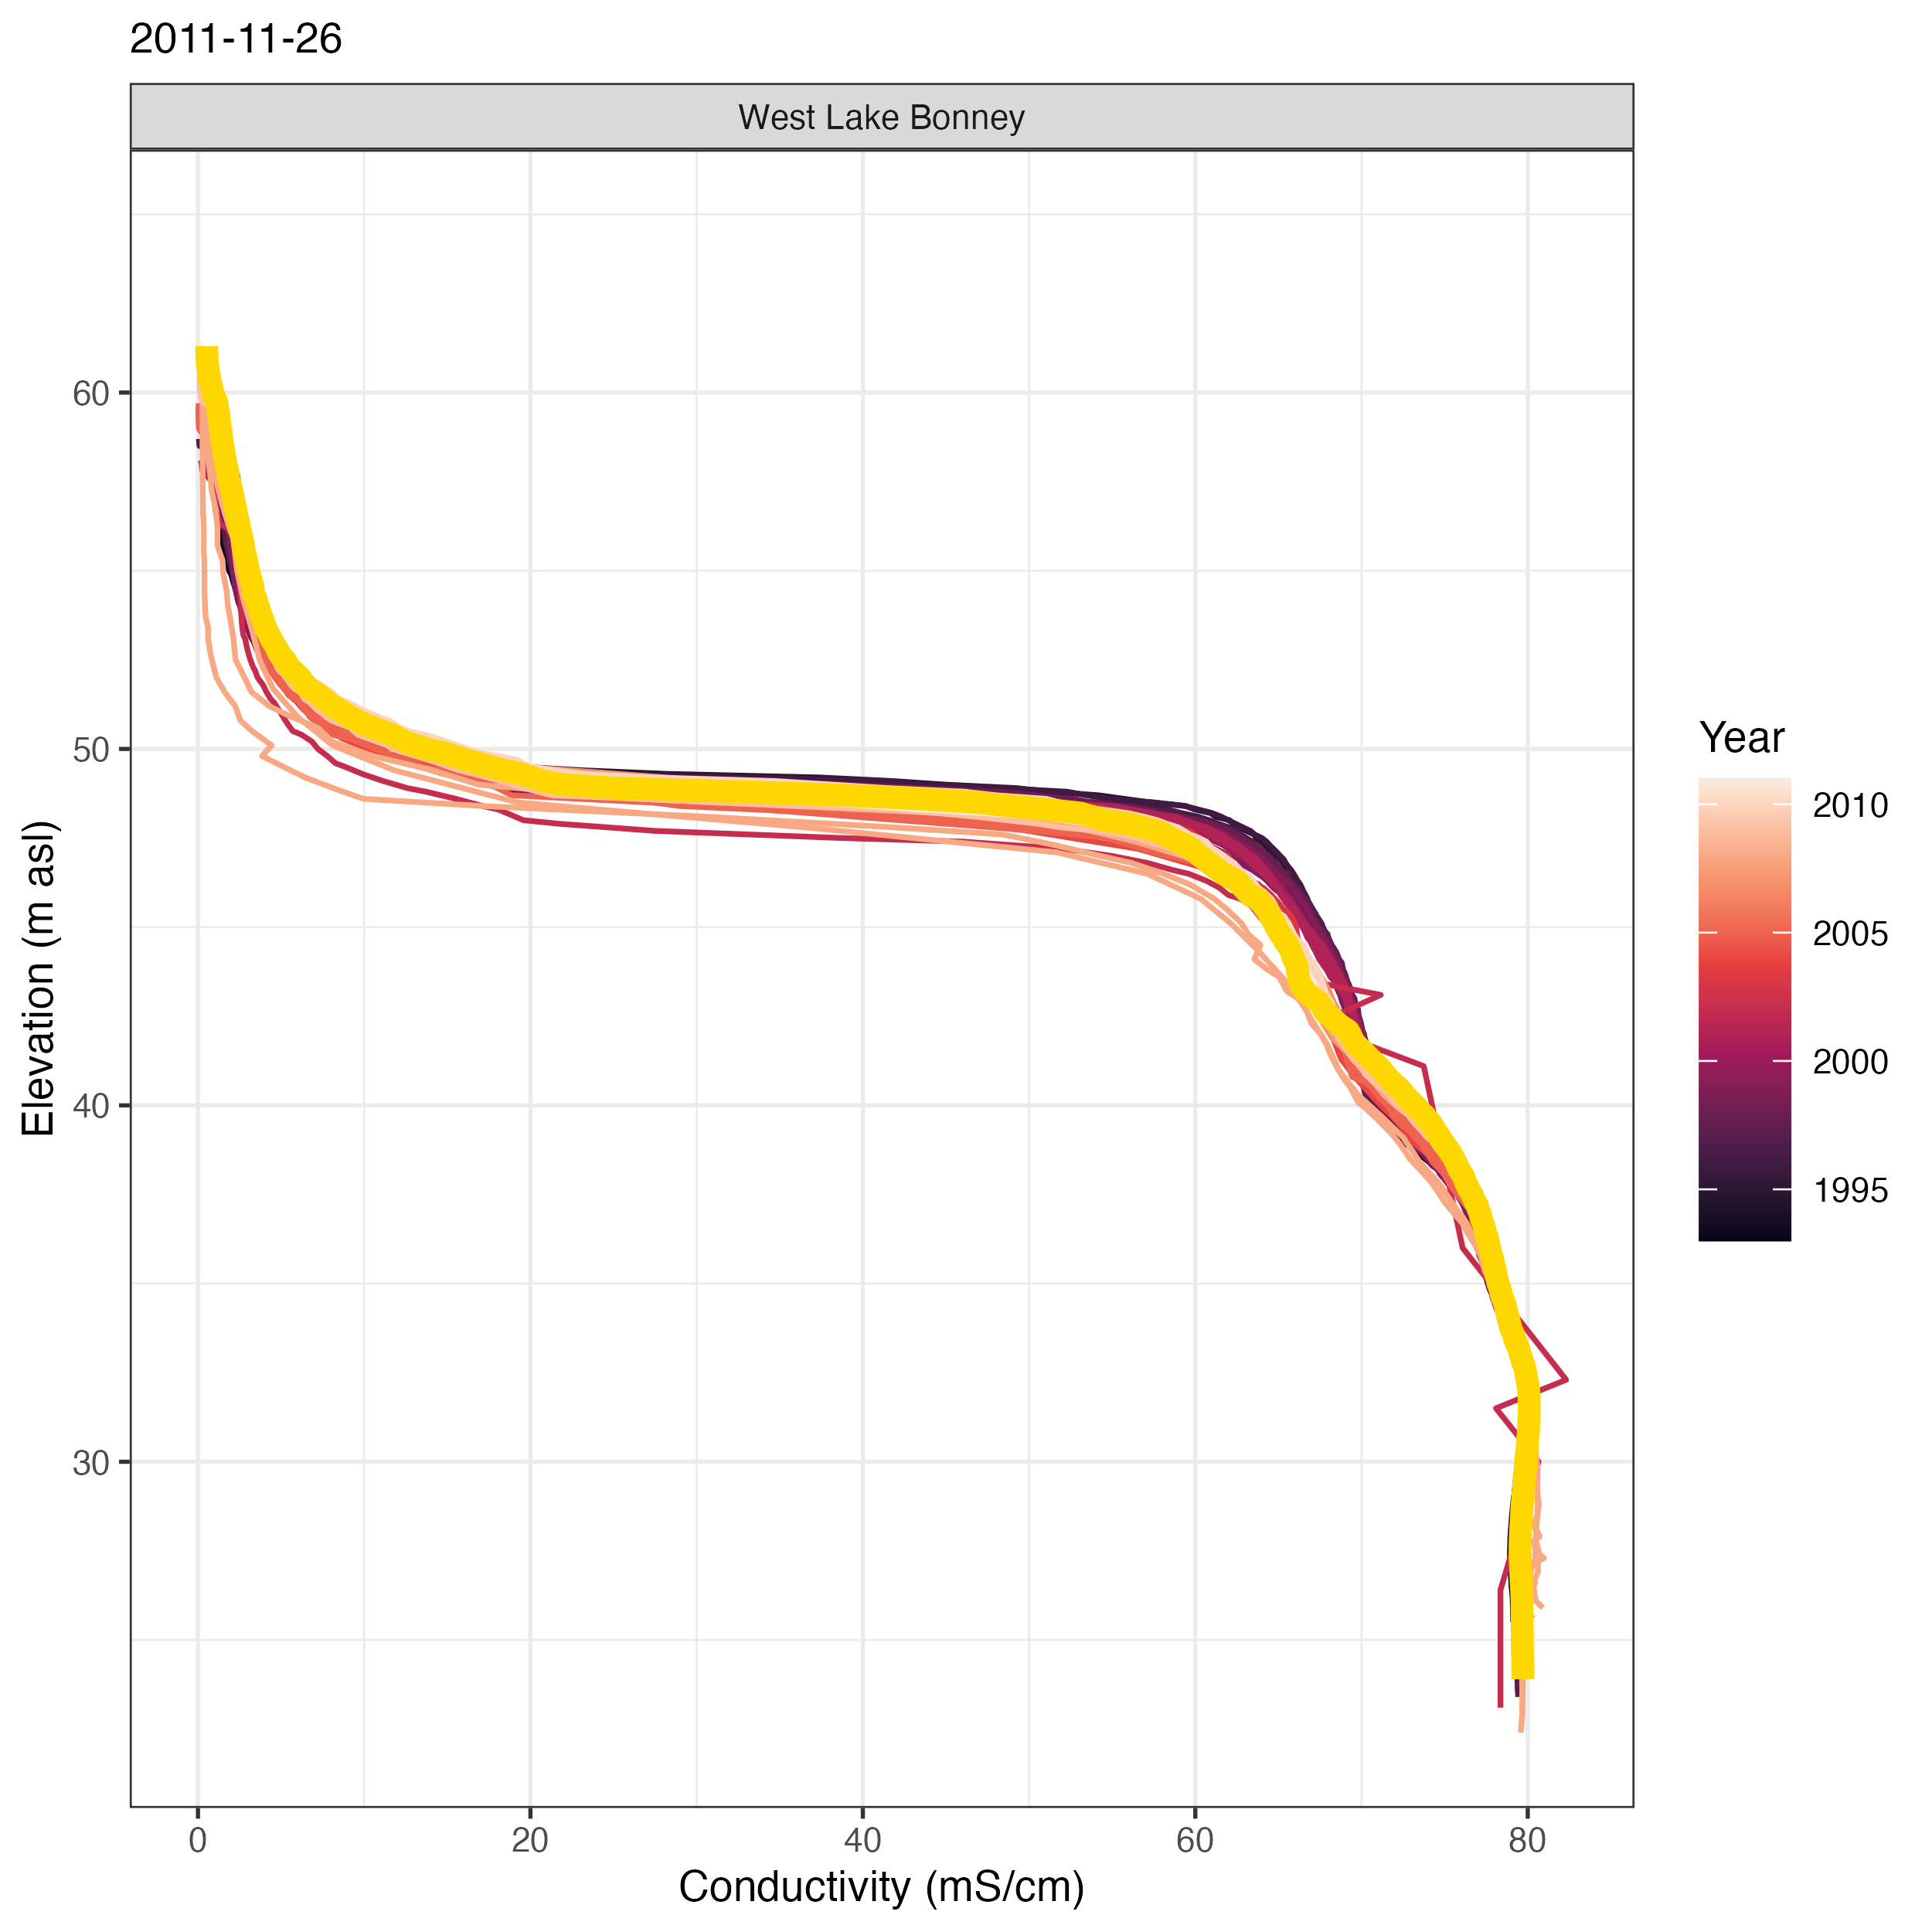 2011-11-26
West Lake Bonney
Elevation (m asl)
60
50
40
30
0 20 40 60 80
Conductivity (mS/cm)
Year
2010
2005
2000
1995